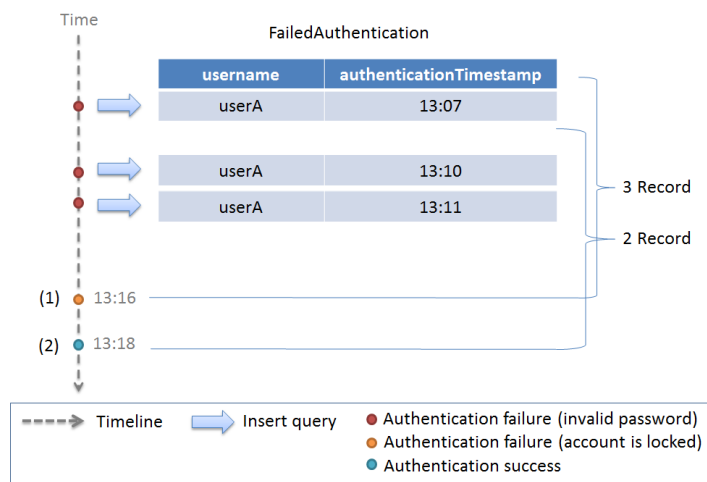 Time
FailedAuthentication
username authenticationTimestamp
userA 13:07
userA 13:10
userA 13:11
3 Record
2 Record
(1) 13:16
(2) 13:18
Timeline
Insert query
Authentication failure (invalid password)
Authentication failure (account is locked)
Authentication success